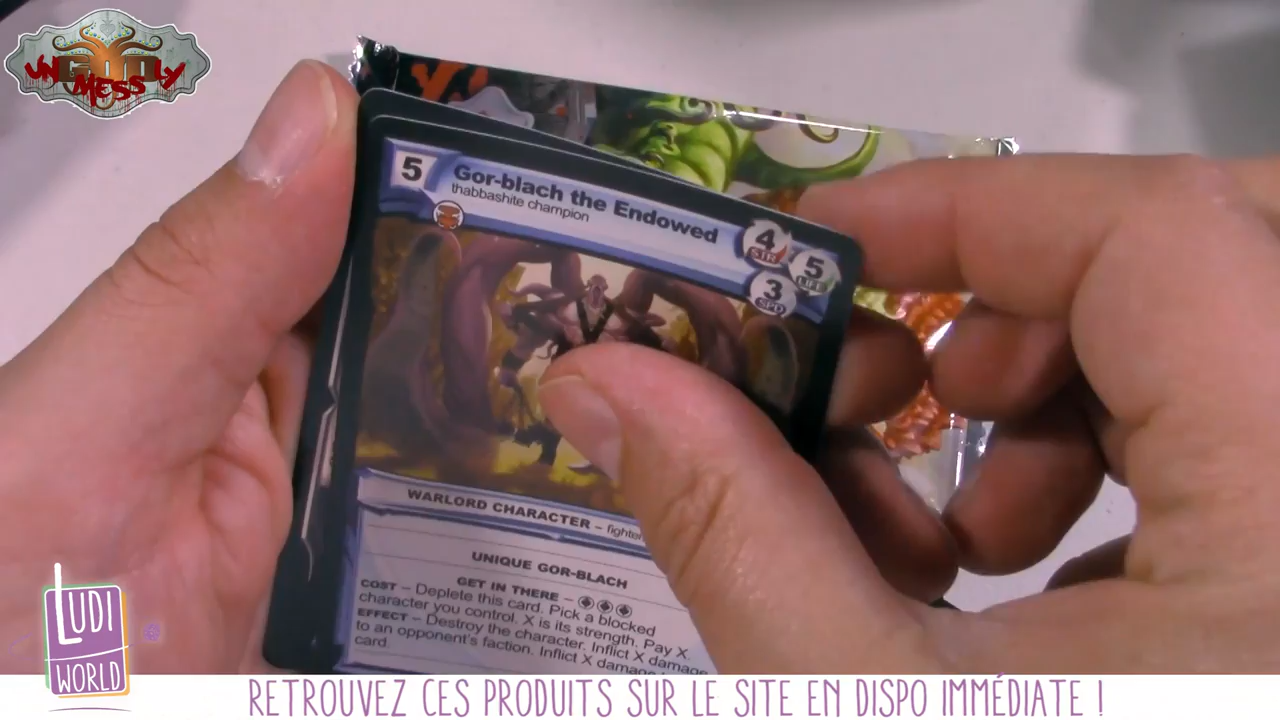 UNGODLY
MESS
5
Gor-blach the Endowed
thabbashite champion
4
STR
5
LIFE
3
SPD
WARLORD CHARACTER – fighter
UNIQUE GOR-BLACH
GET IN THERE –
COST – Deplete this card. Pick a blocked
character you control. X is its strength. Pay X.
EFFECT – Destroy the character. Inflict X damage
to an opponent's faction. Inflict X damage
card.
LUDI
WORLD
RETROUVEZ CES PRODUITS SUR LE SITE EN DISPO IMMÉDIATE !